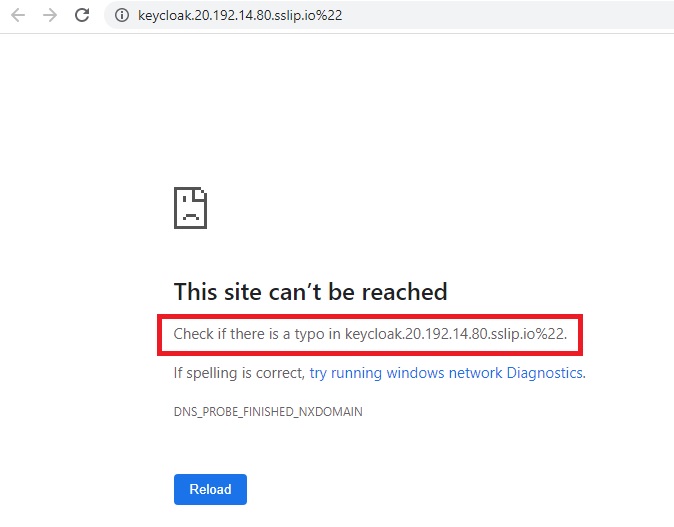 keycloak.20.192.14.80.sslip.io%22
This site can’t be reached
Check if there is a typo in keycloak.20.192.14.80.sslip.io%22.
If spelling is correct, try running windows network Diagnostics.
DNS_PROBE_FINISHED_NXDOMAIN
Reload